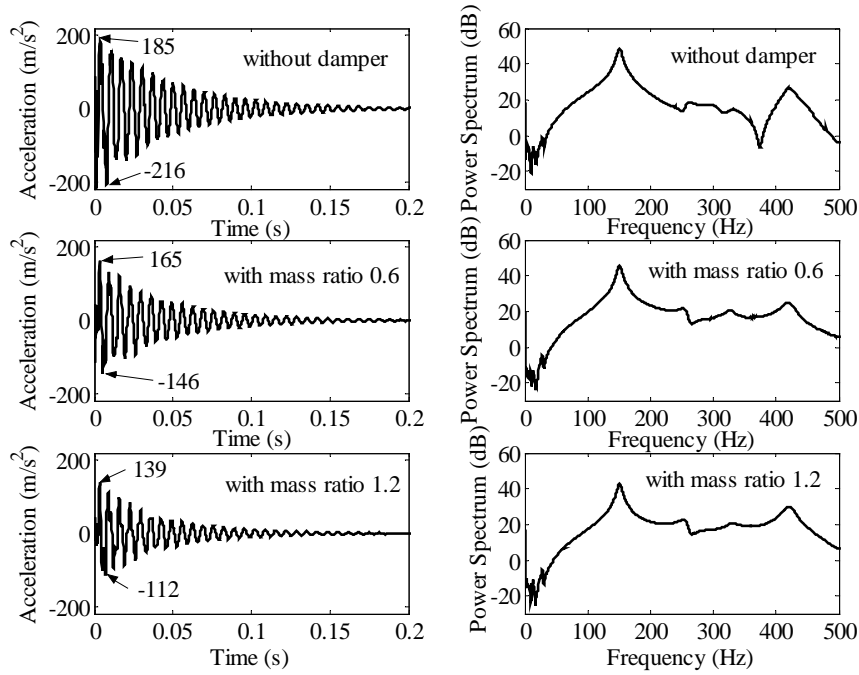 Acceleration (m/s²)
200
0
-200
185
-216
without damper
0 0.05 0.1 0.15 0.2
Time (s)
Power Spectrum (dB)
60
40
20
0
-20
without damper
0 100 200 300 400 500
Frequency (Hz)
Acceleration (m/s²)
200
0
-200
165
-146
with mass ratio 0.6
0 0.05 0.1 0.15 0.2
Time (s)
Power Spectrum (dB)
60
40
20
0
-20
with mass ratio 0.6
0 100 200 300 400 500
Frequency (Hz)
Acceleration (m/s²)
200
0
-200
139
-112
with mass ratio 1.2
0 0.05 0.1 0.15 0.2
Time (s)
Power Spectrum (dB)
60
40
20
0
-20
with mass ratio 1.2
0 100 200 300 400 500
Frequency (Hz)